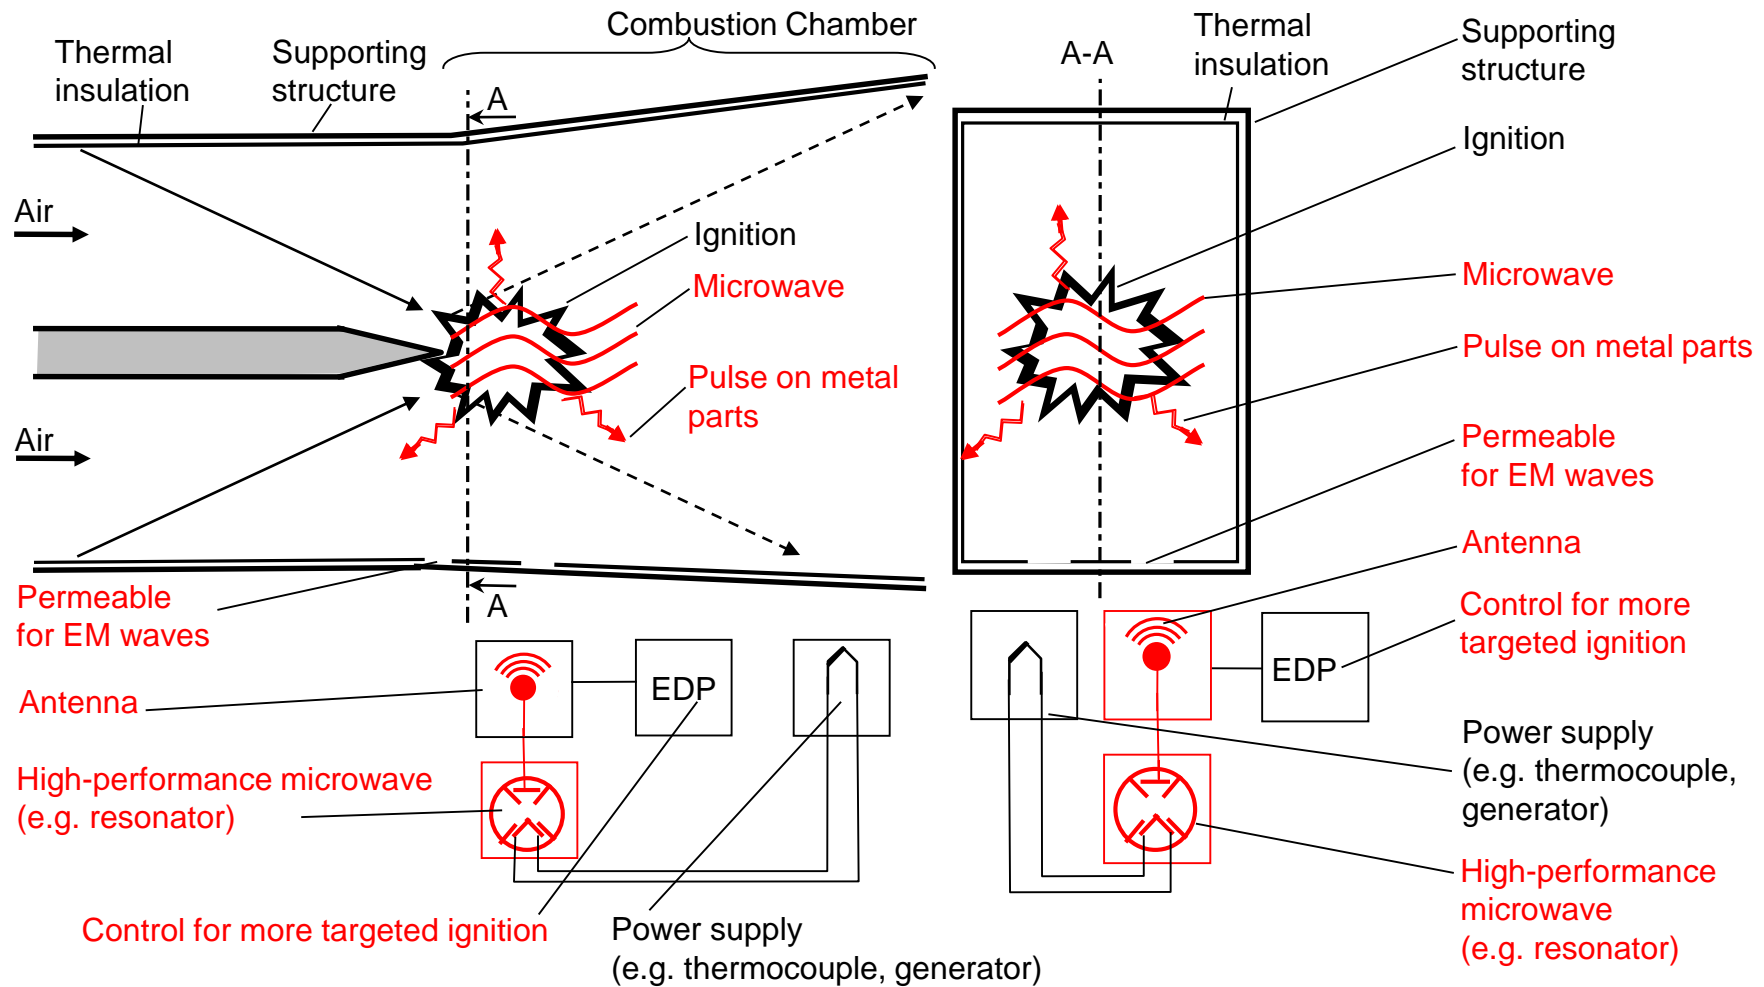 Combustion Chamber
Thermal
insulation
Supporting
structure
A
Air
Ignition
Microwave
Pulse on metal
parts
Air
A
Permeable
for EM waves
Antenna
EDP
High-performance microwave
(e.g. resonator)
Control for more targeted ignition
Power supply
(e.g. thermocouple, generator)
A-A
Thermal
insulation
Supporting
structure
Ignition
Microwave
Pulse on metal parts
Permeable
for EM waves
Antenna
Control for more
targeted ignition
EDP
Power supply
(e.g. thermocouple,
generator)
High-performance
microwave
(e.g. resonator)